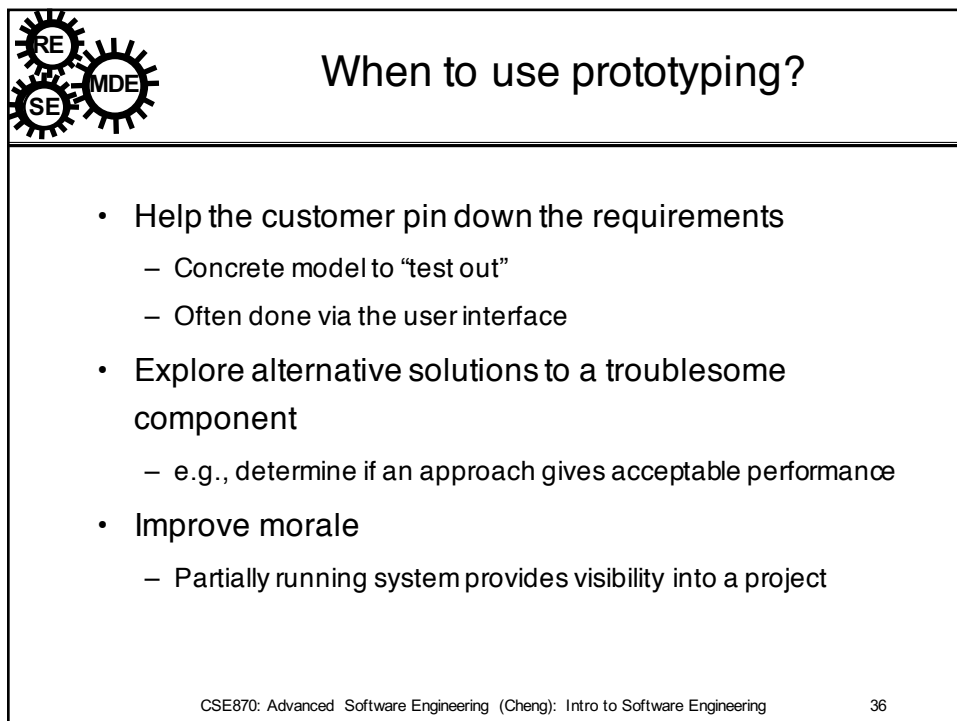 RE
MDE
SE
When to use prototyping?
• Help the customer pin down the requirements
– Concrete model to “test out”
– Often done via the user interface
• Explore alternative solutions to a troublesome
component
– e.g., determine if an approach gives acceptable performance
• Improve morale
– Partially running system provides visibility into a project
CSE870: Advanced Software Engineering (Cheng): Intro to Software Engineering 36